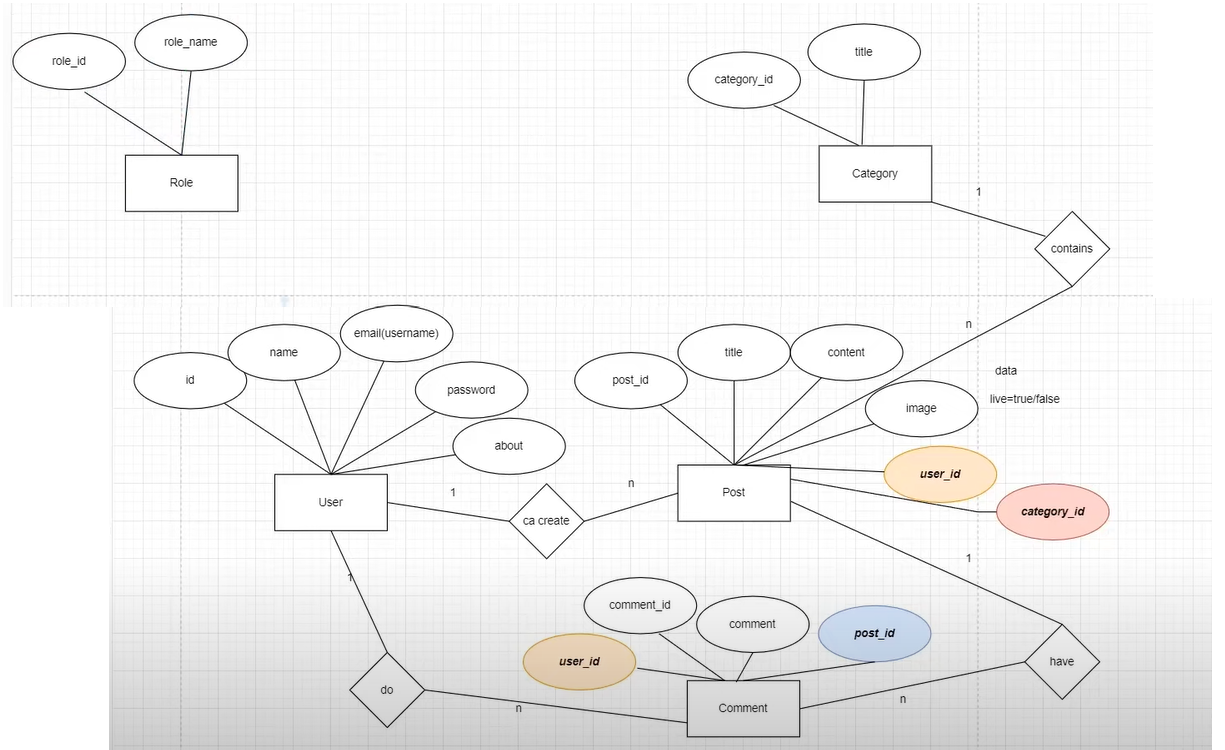 role_id
role_name
Role
category_id
title
Category
1
contains
n
id
name
email(username)
password
about
User
1
ca create
n
post_id
title
content
image
data
live=true/false
user_id
category_id
Post
1
1
do
n
user_id
comment_id
comment
post_id
Comment
n
have